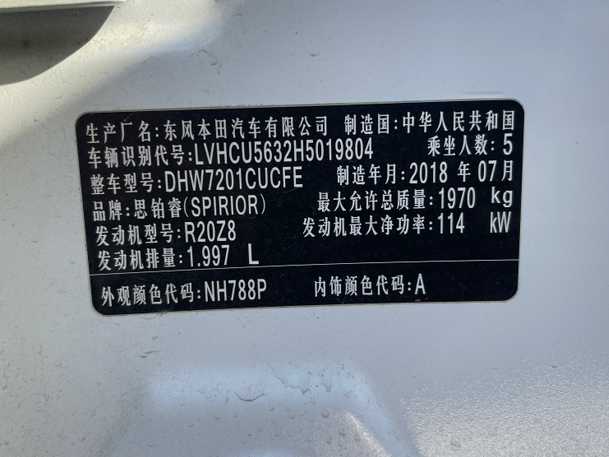 生产厂名:东风本田汽车有限公司 制造国:中华人民共和国
车辆识别代号:LVHCU5632H5019804 乘坐人数:5
整车型号:DHW7201CUCFE 制造年月:2018 年07月
品牌:思铂睿(SPIRIOR) 最大允许总质量:1970 kg
发动机型号:R20Z8 发动机最大净功率:114 kW
发动机排量:1.997 L
外观颜色代码:NH788P 内饰颜色代码:A